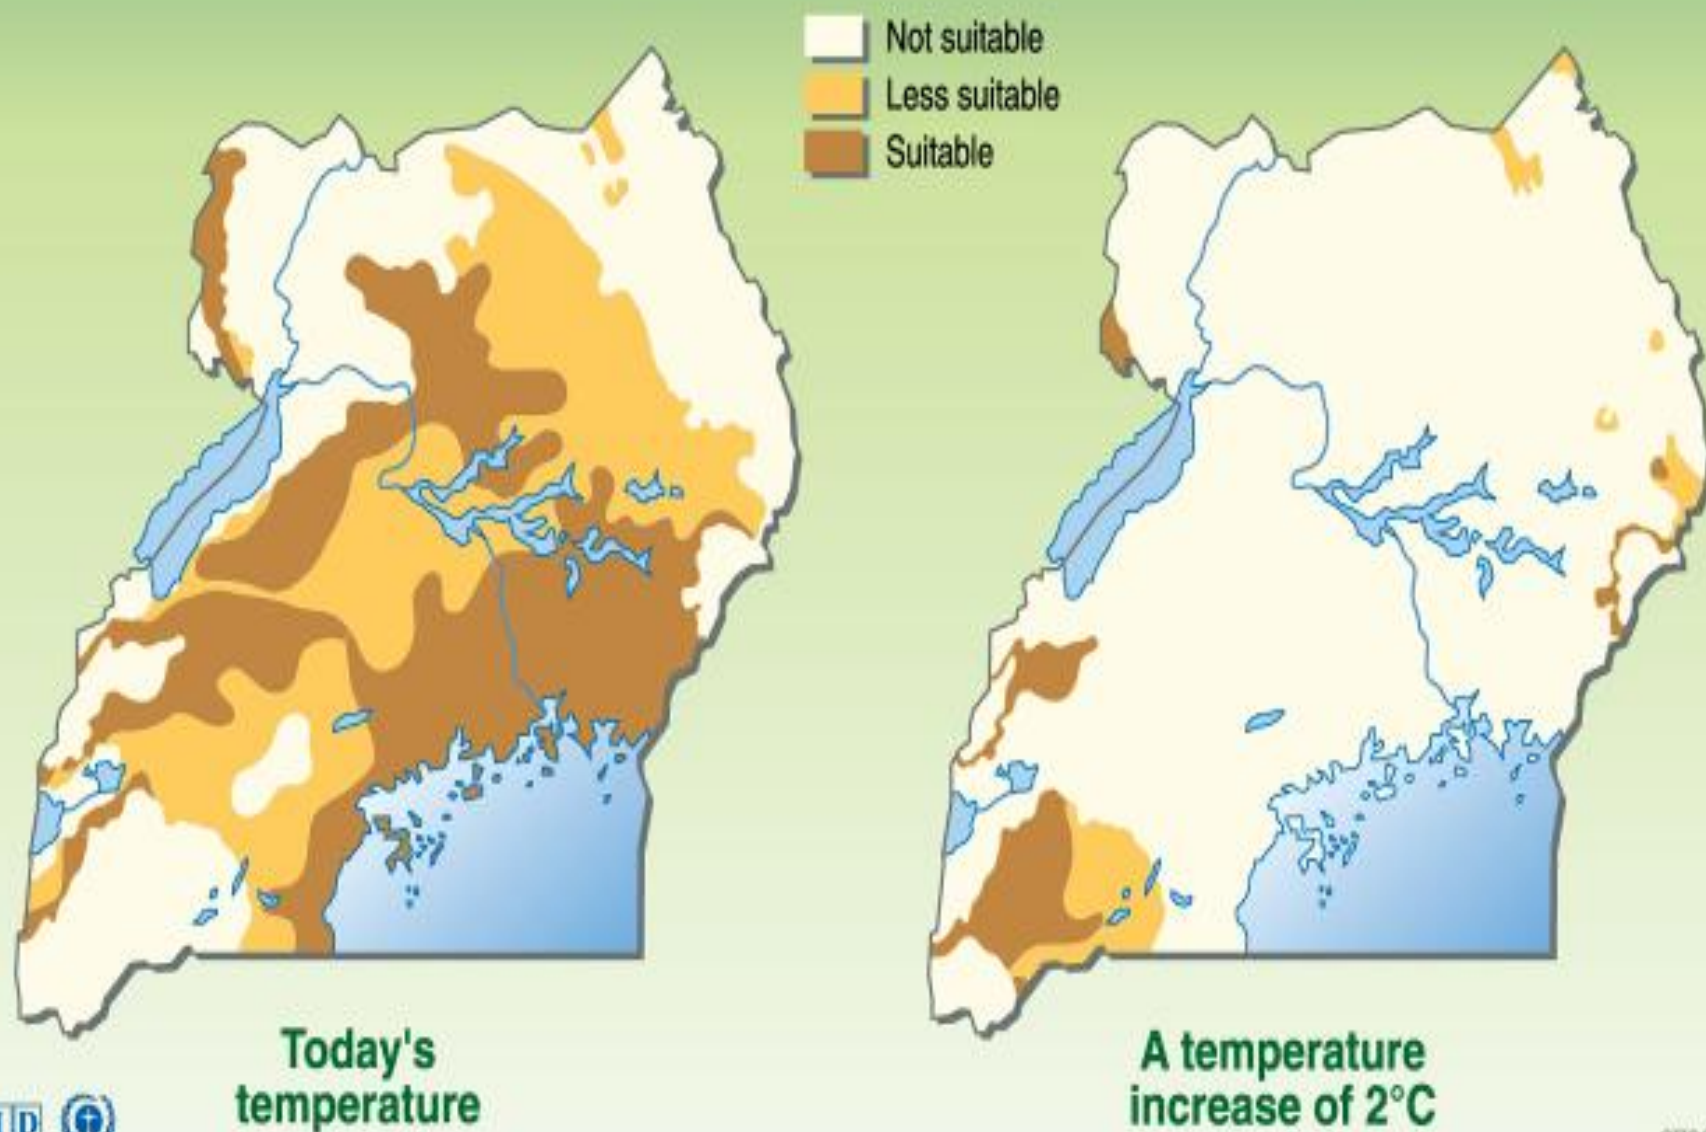 Not suitable
Less suitable
Suitable
Today's
temperature
A temperature
increase of 2°C